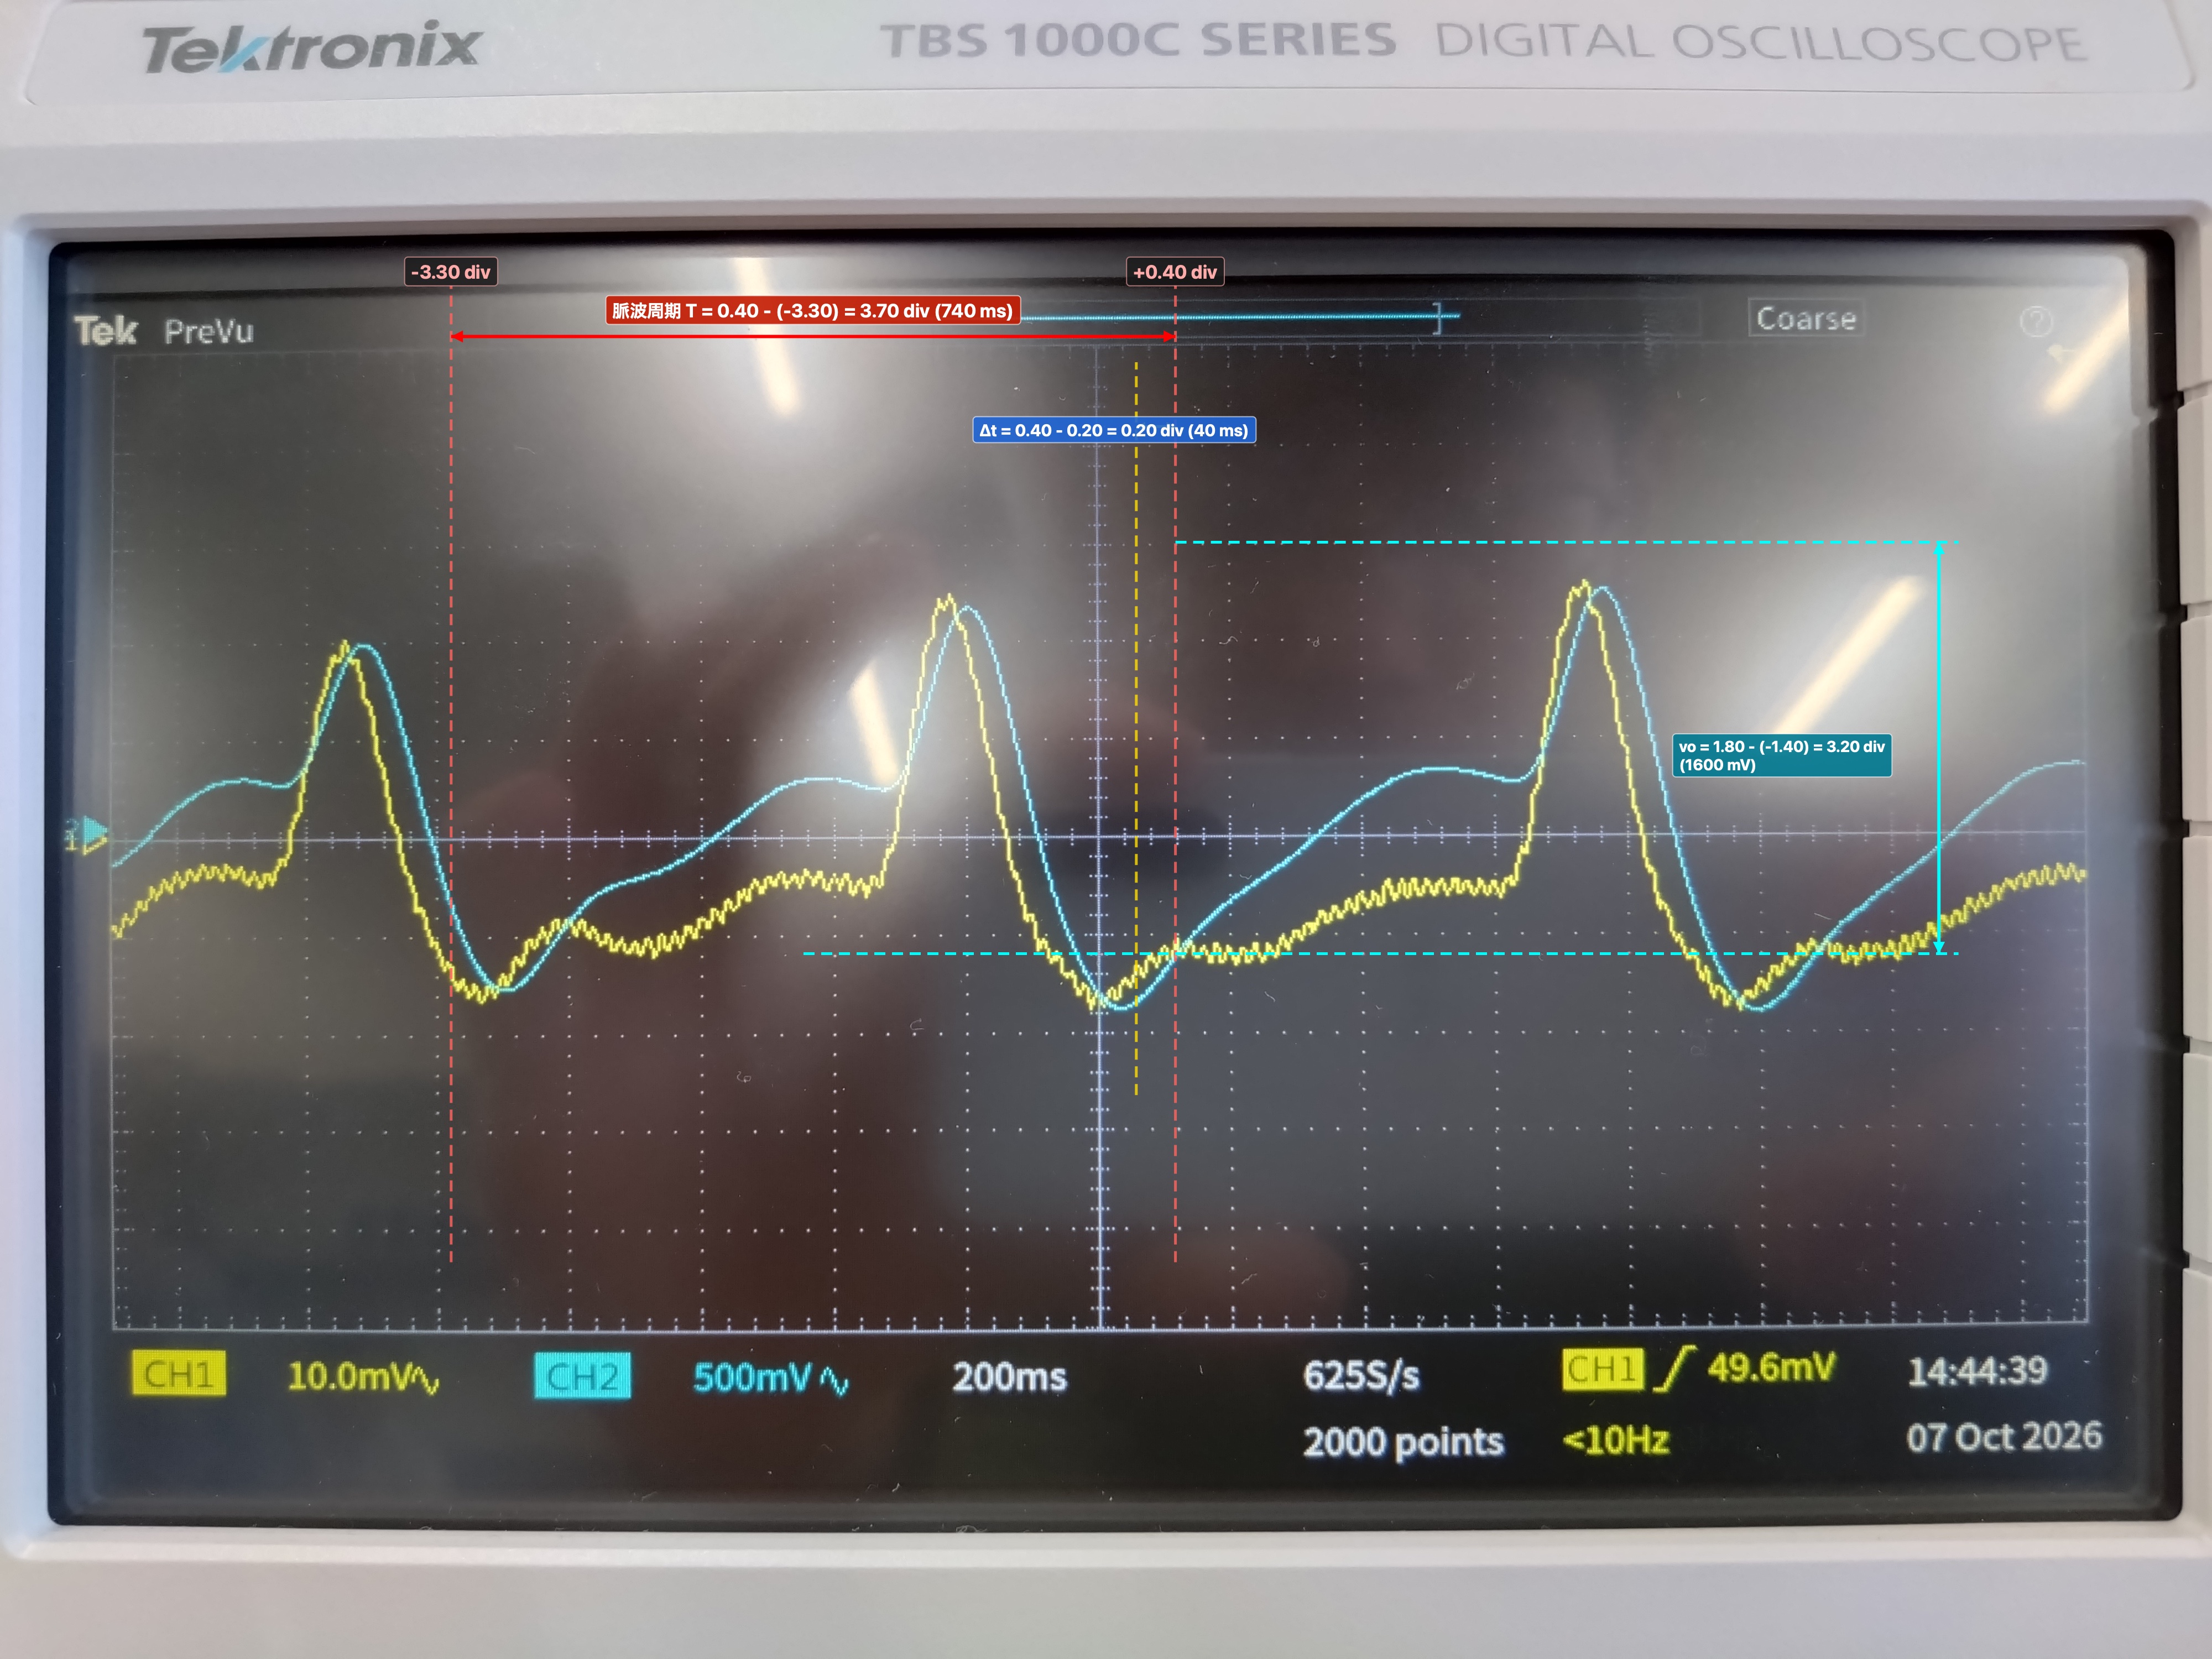 Tektronix
TBS 1000C SERIES DIGITAL OSCILLOSCOPE
-3.30 div
+0.40 div
脈波周期 T = 0.40 - (-3.30) = 3.70 div (740 ms)
Tek PreVu
Coarse
?
Δt = 0.40 - 0.20 = 0.20 div (40 ms)
vo = 1.80 - (-1.40) = 3.20 div
(1600 mV)
1
CH1 10.0mV
CH2 500mV
200ms
625S/s
CH1 49.6mV
14:44:39
2000 points
<10Hz
07 Oct 2026